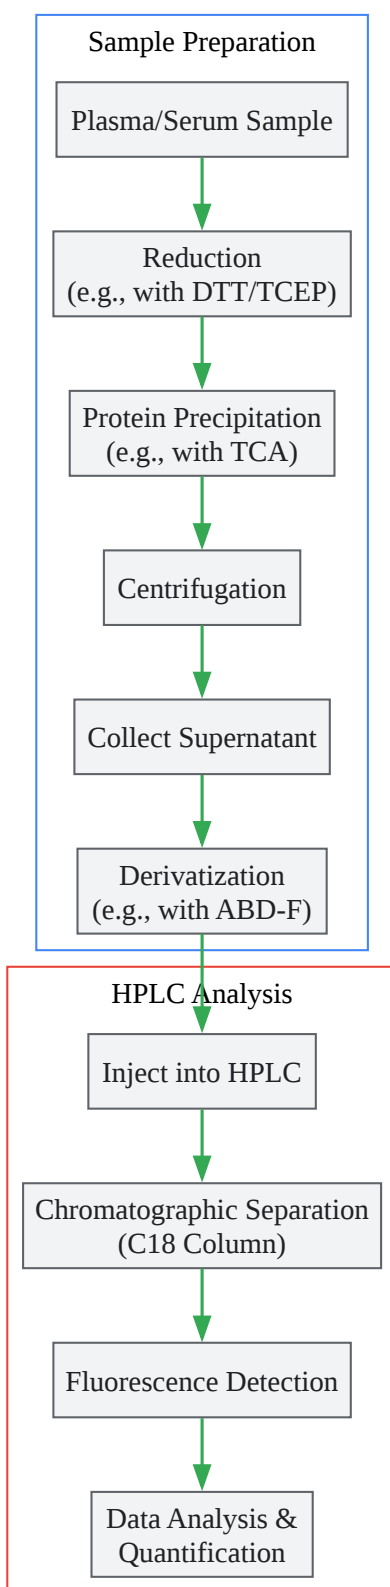 Sample Preparation
Plasma/Serum Sample
Reduction
(e.g., with DTT/TCEP)
Protein Precipitation
(e.g., with TCA)
Centrifugation
Collect Supernatant
Derivatization
(e.g., with ABD-F)
HPLC Analysis
Inject into HPLC
Chromatographic Separation
(C18 Column)
Fluorescence Detection
Data Analysis &
Quantification